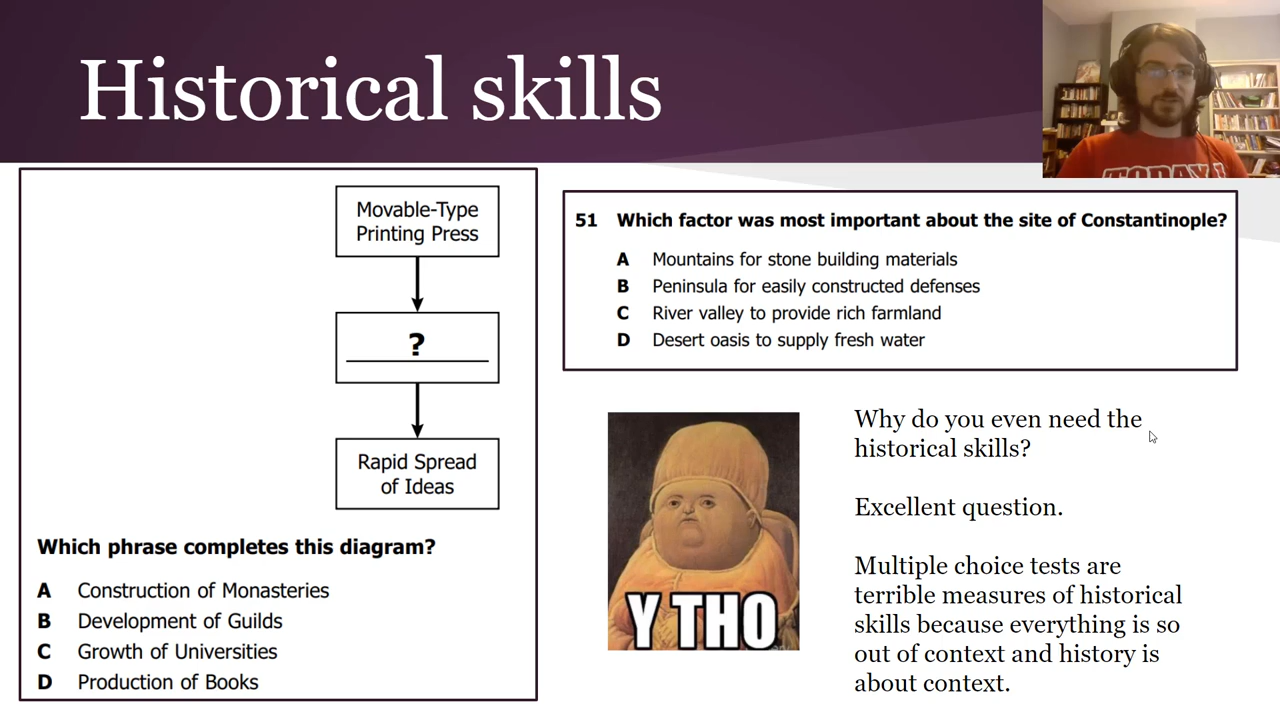 Historical skills
Movable-Type
Printing Press
?
Rapid Spread
of Ideas
Which phrase completes this diagram?
A Construction of Monasteries
B Development of Guilds
C Growth of Universities
D Production of Books
51 Which factor was most important about the site of Constantinople?
A Mountains for stone building materials
B Peninsula for easily constructed defenses
C River valley to provide rich farmland
D Desert oasis to supply fresh water
Y THO
Why do you even need the
historical skills?
Excellent question.
Multiple choice tests are
terrible measures of historical
skills because everything is so
out of context and history is
about context.
TODAY I